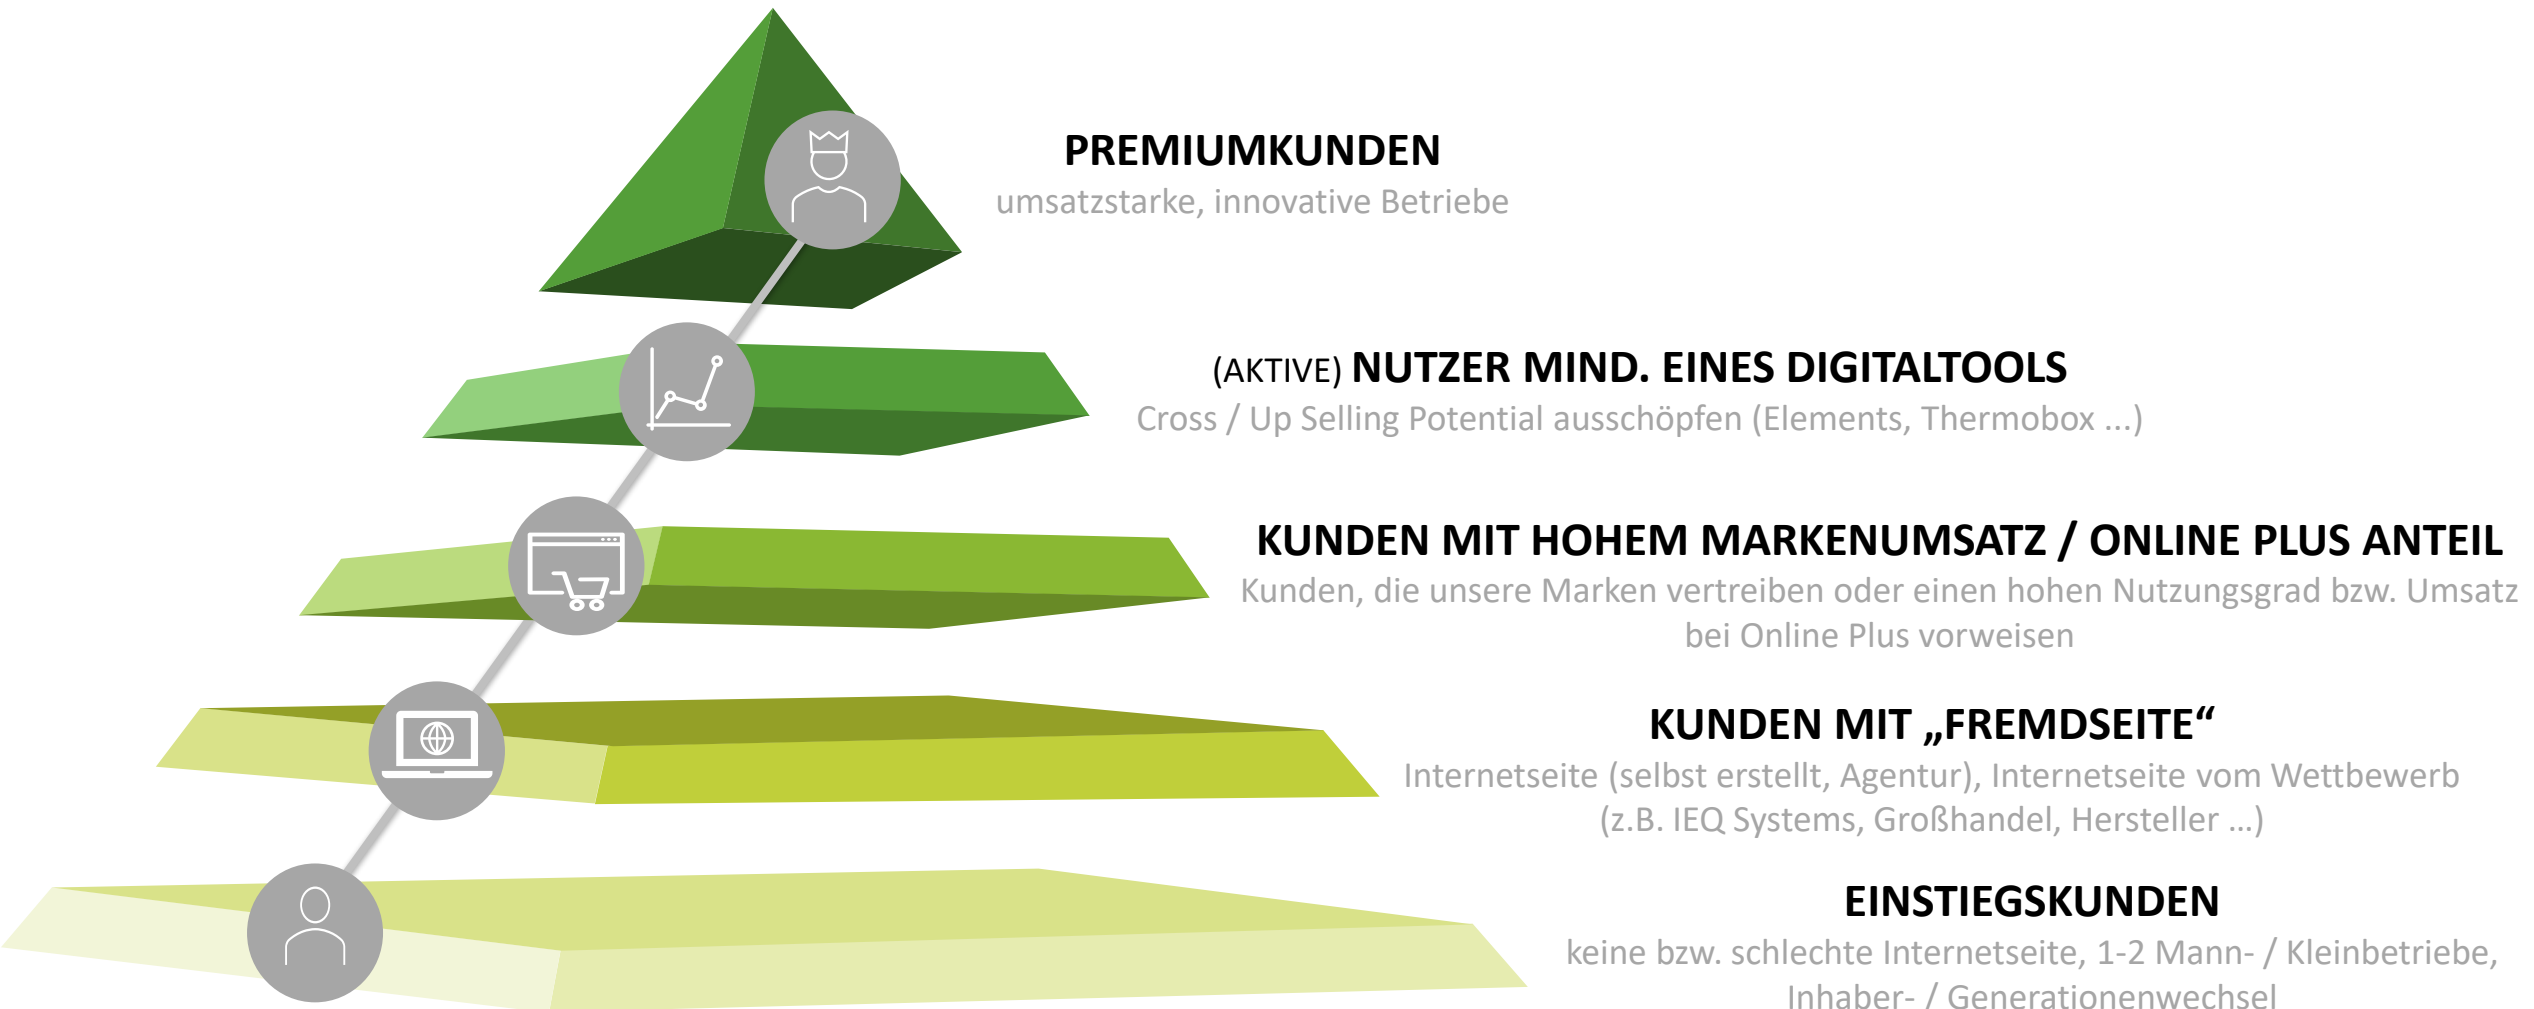 PREMIUMKUNDEN
umsatzstarke, innovative Betriebe
(AKTIVE) NUTZER MIND. EINES DIGITALTOOLS
Cross / Up Selling Potential ausschöpfen (Elements, Thermobox ...)
KUNDEN MIT HOHEM MARKENUMSATZ / ONLINE PLUS ANTEIL
Kunden, die unsere Marken vertreiben oder einen hohen Nutzungsgrad bzw. Umsatz
bei Online Plus vorweisen
KUNDEN MIT „FREMDSEITE“
Internetseite (selbst erstellt, Agentur), Internetseite vom Wettbewerb
(z.B. IEQ Systems, Großhandel, Hersteller …)
EINSTIEGSKUNDEN
keine bzw. schlechte Internetseite, 1-2 Mann- / Kleinbetriebe,
Inhaber- / Generationenwechsel